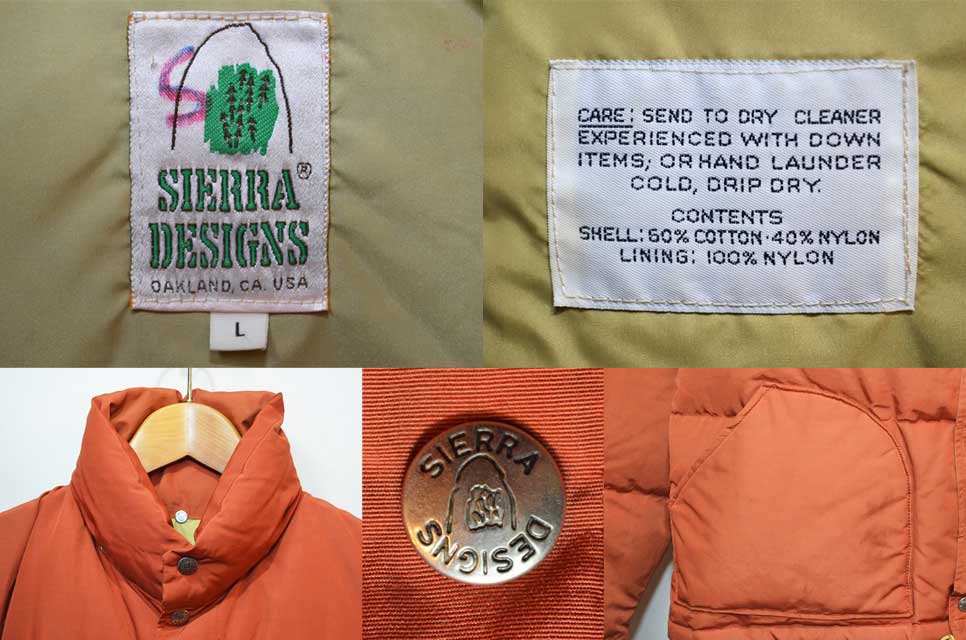 S
SIERRA®
DESIGNS
OAKLAND, CA. USA
L
CARE: SEND TO DRY CLEANER
EXPERIENCED WITH DOWN
ITEMS; OR HAND LAUNDER
COLD, DRIP DRY.
CONTENTS
SHELL: 60% COTTON · 40% NYLON
LINING: 100% NYLON
SIERRA
DESIGNS